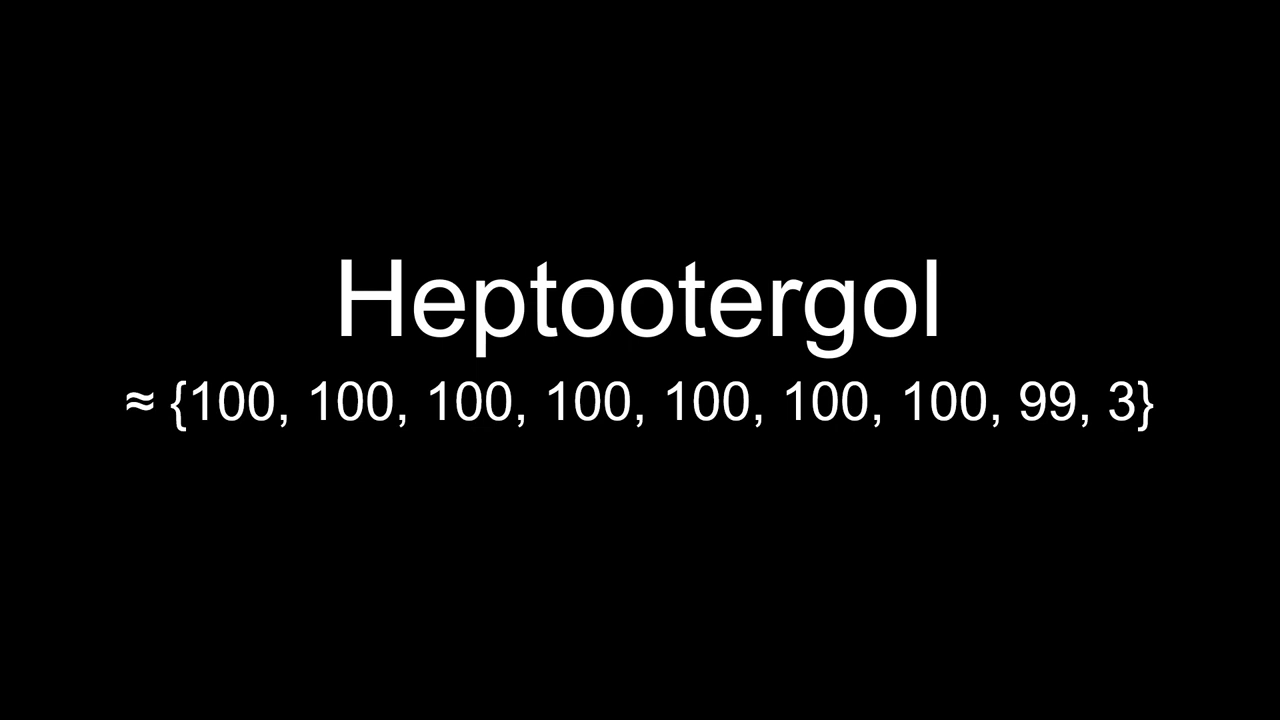 Heptootergol
≈ {100, 100, 100, 100, 100, 100, 100, 99, 3}